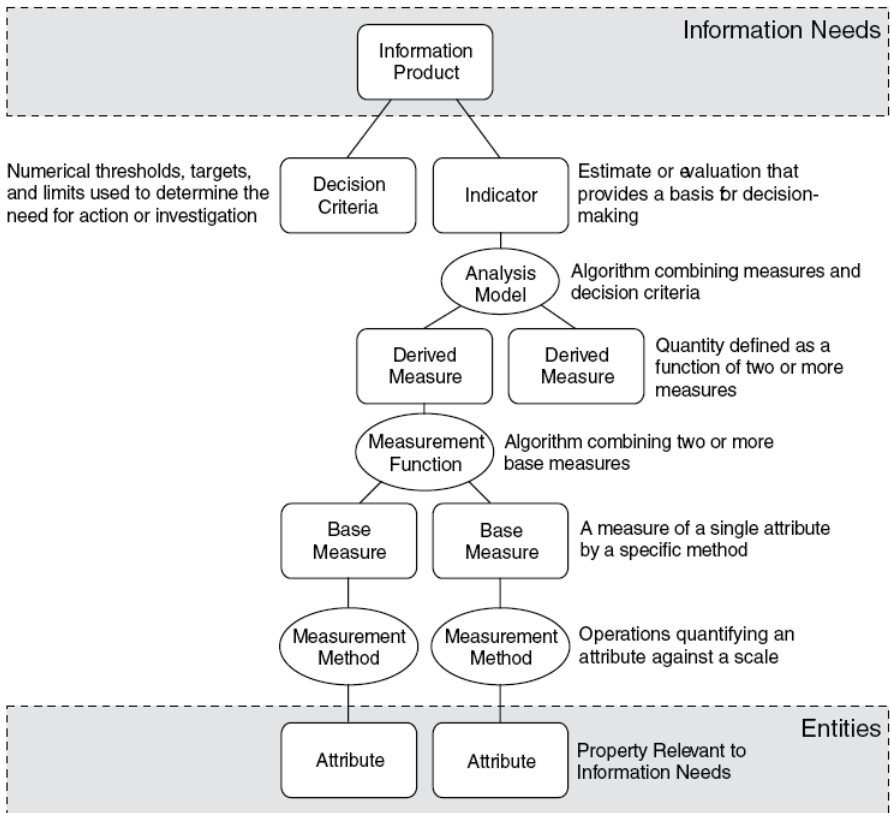 Information Needs
Information
Product
Numerical thresholds, targets,
and limits used to determine the
need for action or investigation
Decision
Criteria
Indicator
Estimate or evaluation that
provides a basis for decision-
making
Analysis
Model
Algorithm combining measures and
decision criteria
Derived
Measure
Derived
Measure
Quantity defined as a
function of two or more
measures
Measurement
Function
Algorithm combining two or more
base measures
Base
Measure
Base
Measure
A measure of a single attribute
by a specific method
Measurement
Method
Measurement
Method
Operations quantifying an
attribute against a scale
Entities
Attribute
Attribute
Property Relevant to
Information Needs